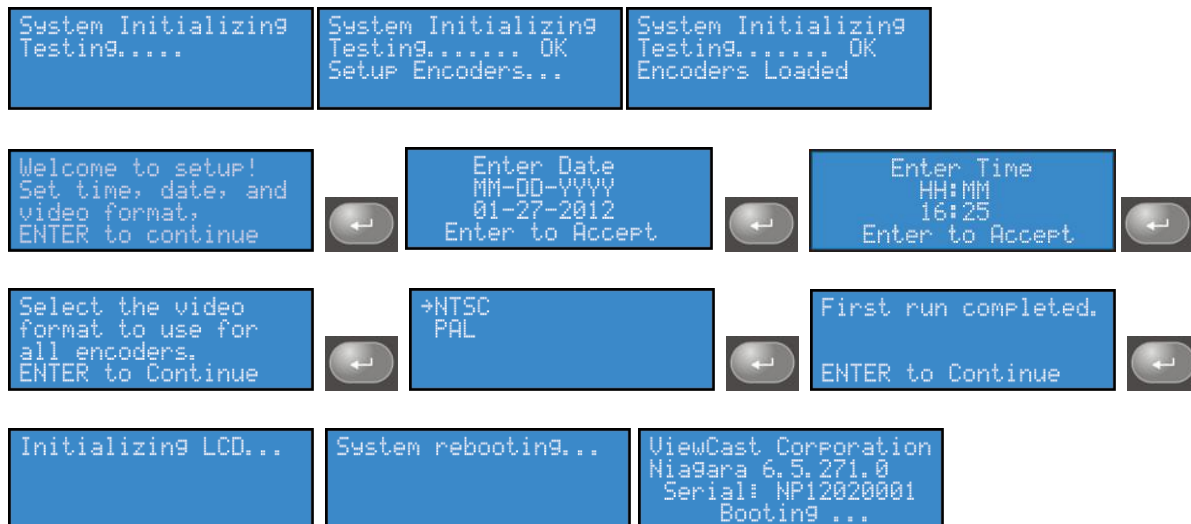 System Initializing
Testing.....
System Initializing
Testing....... OK
Setup Encoders...
System Initializing
Testing....... OK
Encoders Loaded
Welcome to setup!
Set time, date, and
video format,
ENTER to continue
Enter Date
MM-DD-YYYY
01-27-2012
Enter to Accept
Enter Time
HH:MM
16:25
Enter to Accept
Select the video
format to use for
all encoders.
ENTER to Continue
→NTSC
PAL
First run completed.
ENTER to Continue
Initializing LCD...
System rebooting...
ViewCast Corporation
Niagara 6.5.271.0
Serial: NP12020001
Booting ...